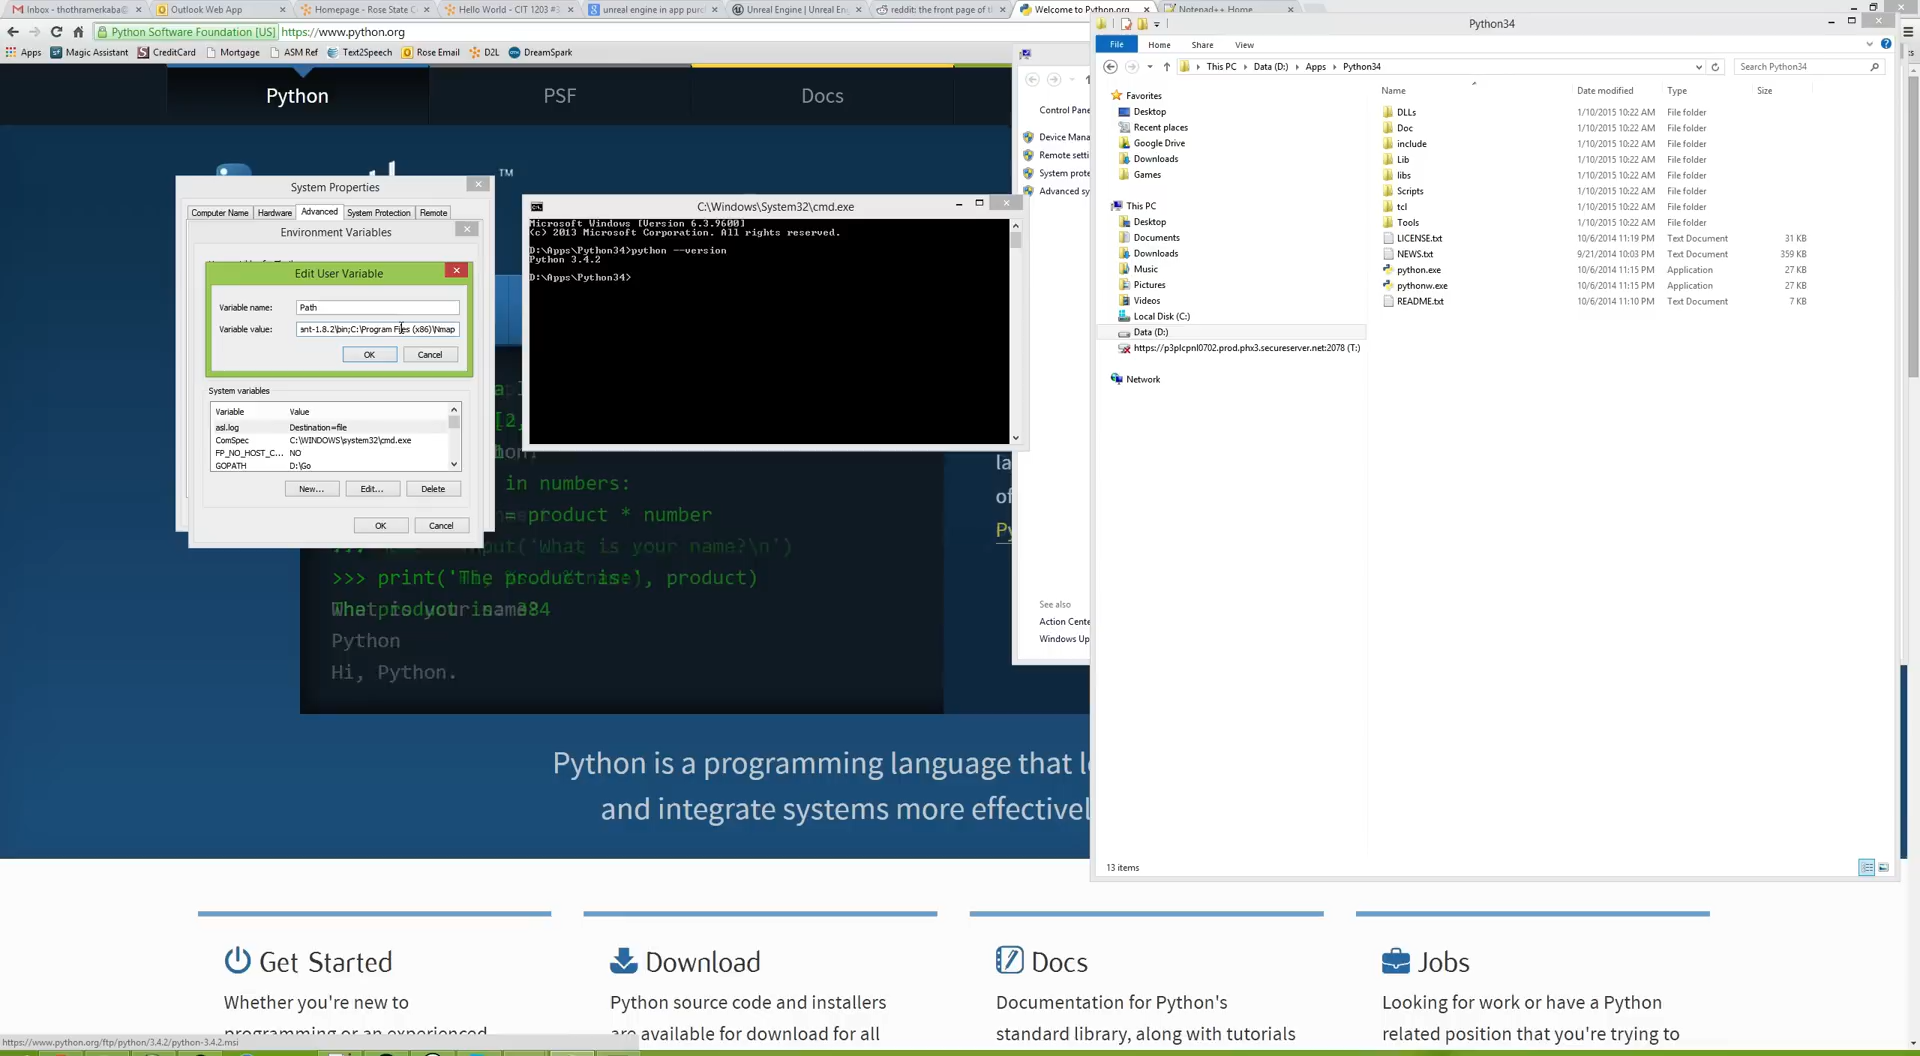 Inbox - thothramerkaba@
Outlook Web App
Homepage - Rose State C
Hello World - CIT 1203 #3
unreal engine in app purc
Unreal Engine | Unreal En
reddit: the front page of th
Welcome to Python.org
Notepad++ Home
Python Software Foundation [US]
https://www.python.org
Apps
Magic Assistant
CreditCard
Mortgage
ASM Ref
Text2Speech
Rose Email
D2L
DreamSpark
Python
PSF
Docs
TM
System Properties
Computer Name
Hardware
Advanced
System Protection
Remote
Environment Variables
Edit User Variable
Variable name:
Path
Variable value:
ant-1.8.2\bin;C:\Program Files (x86)\Nmap
OK
Cancel
System variables
Variable
Value
asl.log
Destination=file
ComSpec
C:\WINDOWS\system32\cmd.exe
FP_NO_HOST_C...
NO
GOPATH
D:\Go
New...
Edit...
Delete
OK
Cancel
C:\Windows\System32\cmd.exe
Microsoft Windows [Version 6.3.9600]
(c) 2013 Microsoft Corporation. All rights reserved.
D:\Apps\Python34>python --version
Python 3.4.2
D:\Apps\Python34>
in numbers:
= product * number
'What is your name?\n')
>>> print('The product is:', product)
Python
Hi, Python.
Control Pane
Device Mana
Remote setti
System prote
Advanced sy
See also
Action Cente
Windows Up
Python34
File
Home
Share
View
This PC
Data (D:)
Apps
Python34
Search Python34
Favorites
Desktop
Recent places
Google Drive
Downloads
Games
This PC
Desktop
Documents
Downloads
Music
Pictures
Videos
Local Disk (C:)
Data (D:)
https://p3plcpnl0702.prod.phx3.secureserver.net:2078 (T:)
Network
Name
Date modified
Type
Size
DLLs
1/10/2015 10:22 AM
File folder
Doc
1/10/2015 10:22 AM
File folder
include
1/10/2015 10:22 AM
File folder
Lib
1/10/2015 10:22 AM
File folder
libs
1/10/2015 10:22 AM
File folder
Scripts
1/10/2015 10:22 AM
File folder
tcl
1/10/2015 10:22 AM
File folder
Tools
1/10/2015 10:22 AM
File folder
LICENSE.txt
10/6/2014 11:19 PM
Text Document
31 KB
NEWS.txt
9/21/2014 10:03 PM
Text Document
359 KB
python.exe
10/6/2014 11:15 PM
Application
27 KB
pythonw.exe
10/6/2014 11:15 PM
Application
27 KB
README.txt
10/6/2014 11:10 PM
Text Document
7 KB
13 items
Python is a programming language that l
and integrate systems more effectivel
Get Started
Whether you're new to
programming or an experienced
Download
Python source code and installers
are available for download for all
Docs
Documentation for Python's
standard library, along with tutorials
Jobs
Looking for work or have a Python
related position that you're trying to
https://www.python.org/ftp/python/3.4.2/python-3.4.2.msi